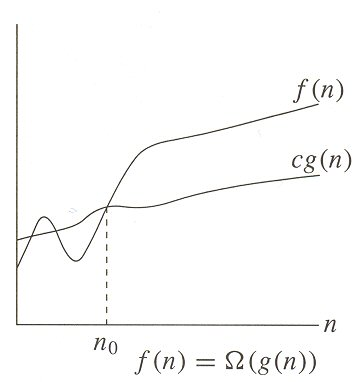 f(n)
cg(n)
n
n₀
f(n) = Ω(g(n))